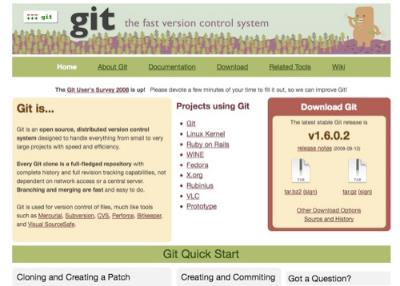 git
git the fast version control system
Home About Git Documentation Download Related Tools Wiki
The Git User's Survey 2008 is up! Please devote a few minutes of your time to fill it out, so we can improve Git!
Git is...
Git is an open source, distributed version control
system designed to handle everything from small to very
large projects with speed and efficiency.
Every Git clone is a full-fledged repository with
complete history and full revision tracking capabilities, not
dependent on network access or a central server.
Branching and merging are fast and easy to do.
Git is used for version control of files, much like tools
such as Mercurial, Subversion, CVS, Perforce, Bitkeeper,
and Visual SourceSafe.
Projects using Git
Git
Linux Kernel
Ruby on Rails
WINE
Fedora
X.org
Rubinius
VLC
Prototype
Download Git
The latest stable Git release is
v1.6.0.2
release notes (2008-09-12)
tar.bz2 (sign) tar.gz (sign)
Other Download Options
Source and History
Git Quick Start
Cloning and Creating a Patch
Creating and Commiting
Got a Question?